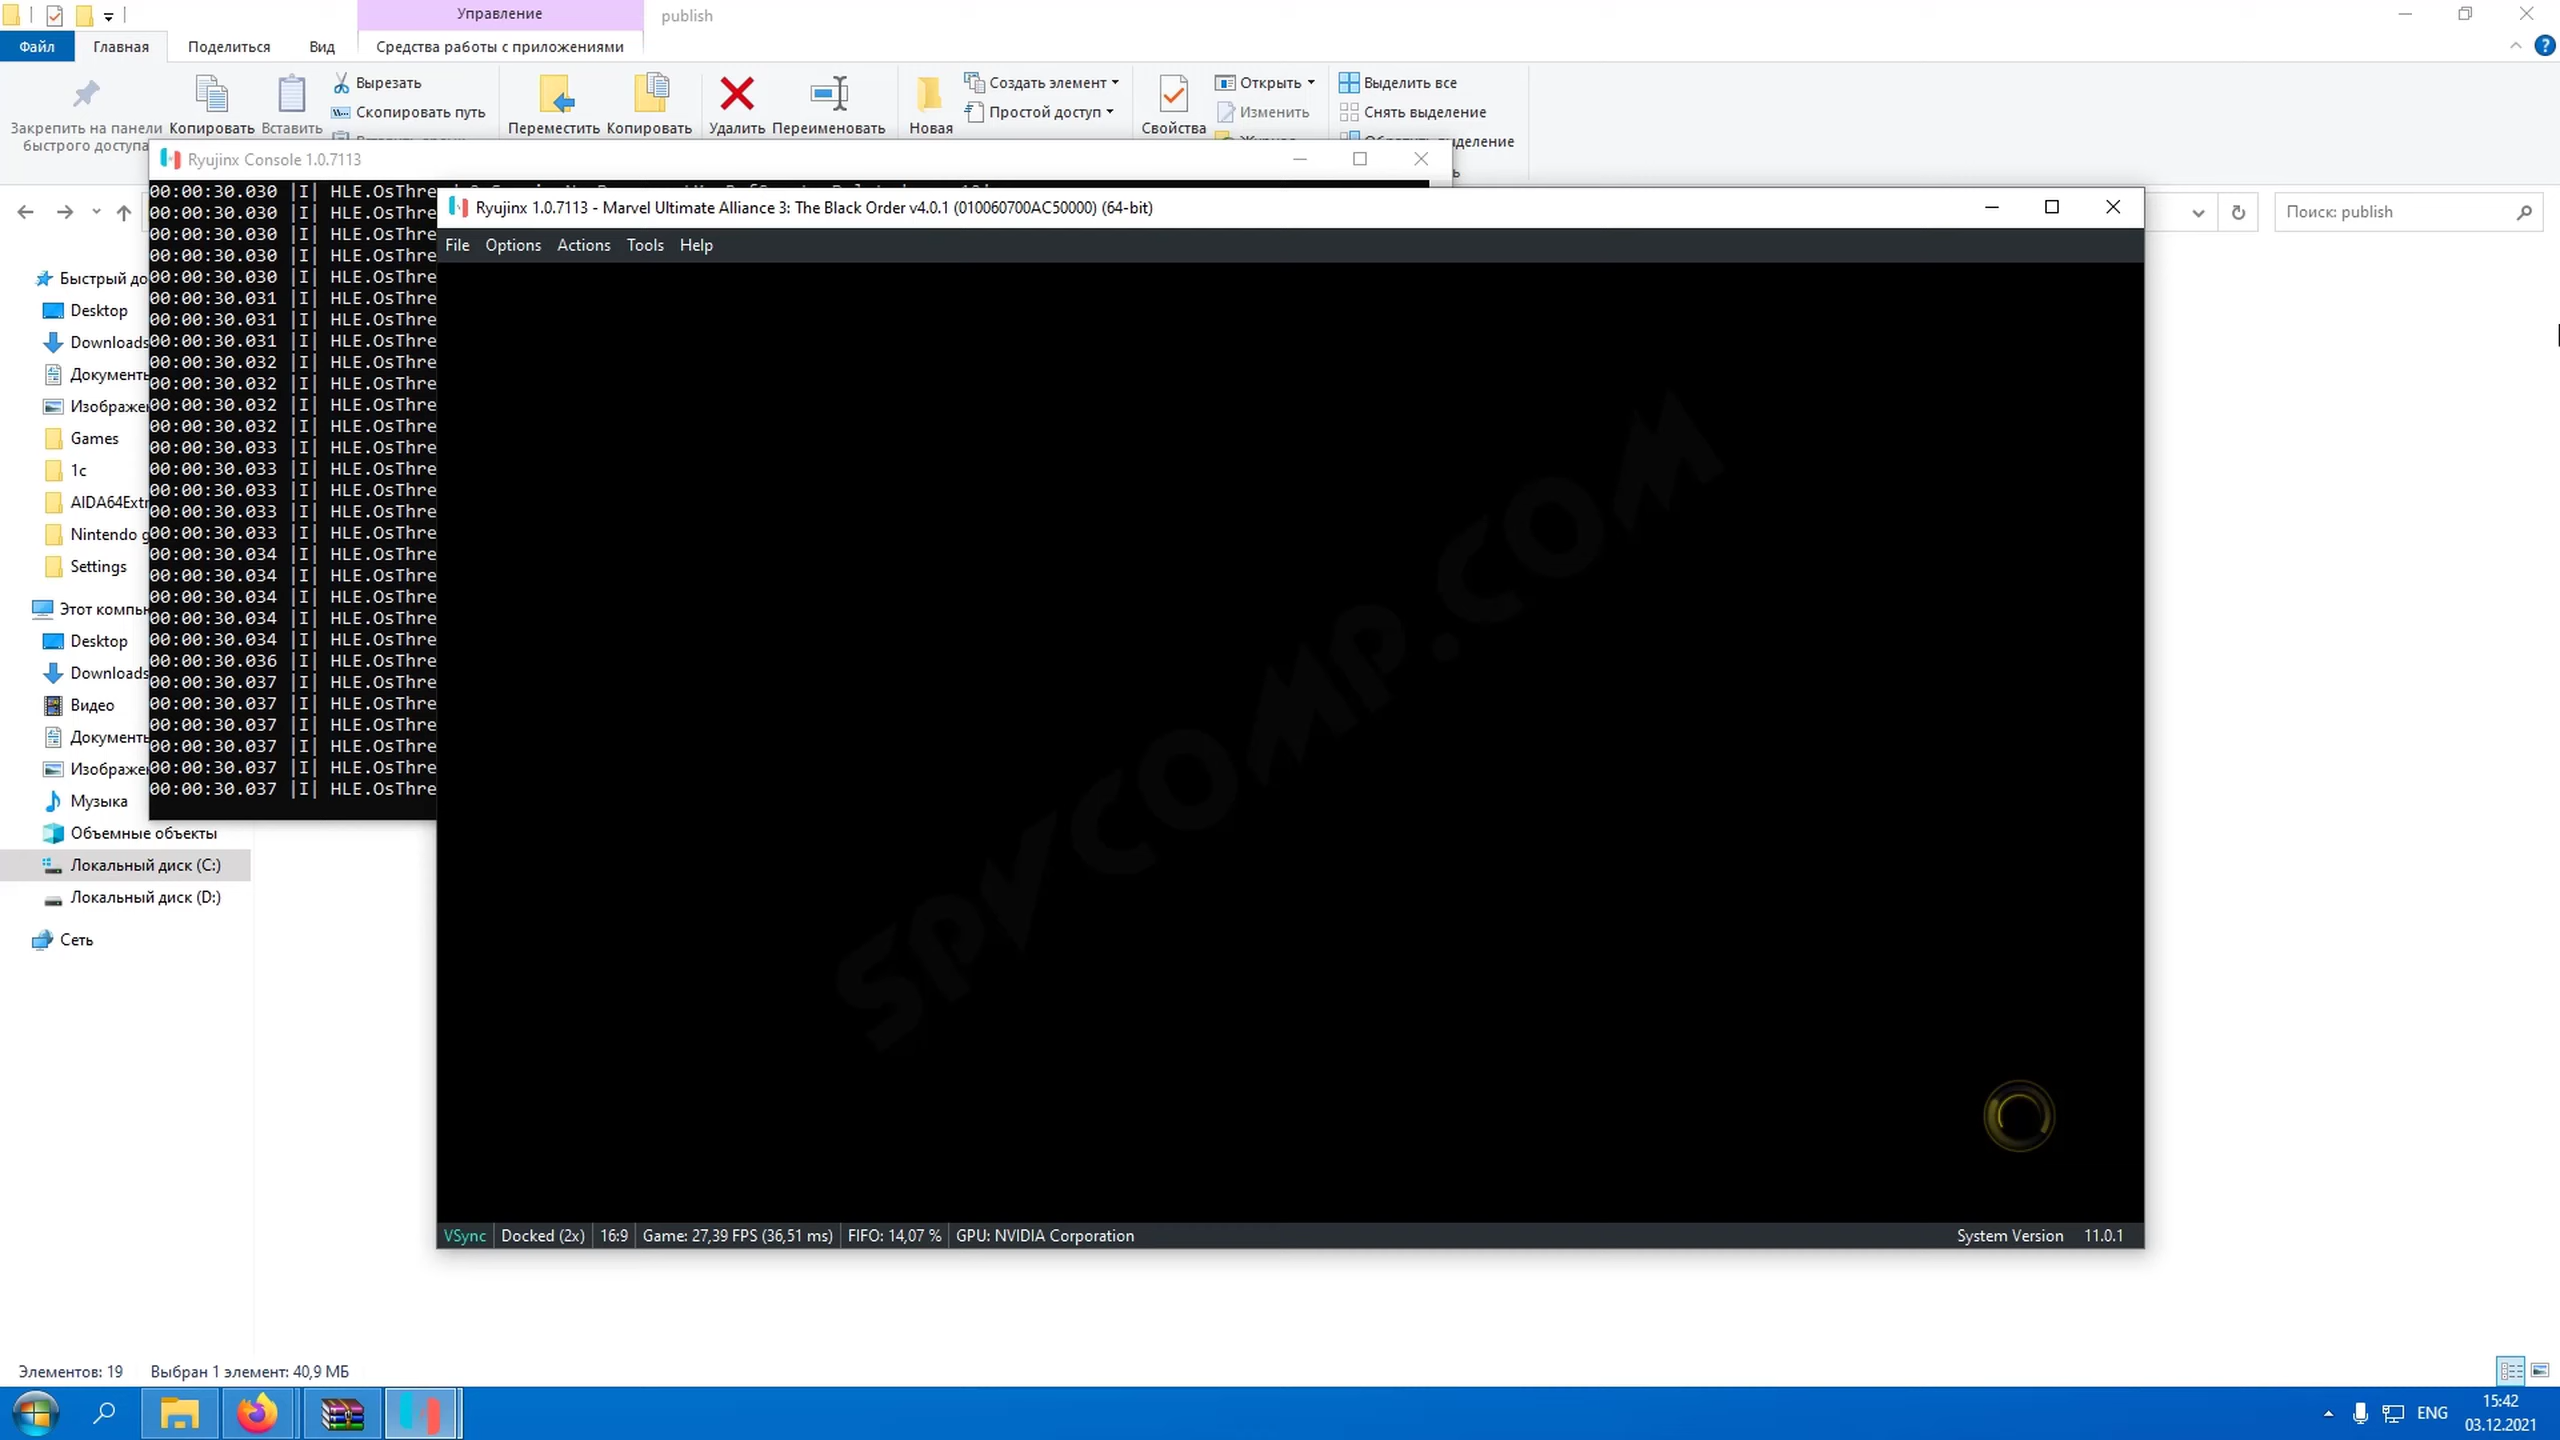 Управление
publish
Файл
Главная
Поделиться
Вид
Средства работы с приложениями
Закрепить на панели
быстрого доступа
Копировать
Вставить
Вырезать
Скопировать путь
Переместить
Копировать
Удалить
Переименовать
Новая
Создать элемент
Простой доступ
Свойства
Открыть
Изменить
Выделить все
Снять выделение
Ryujinx Console 1.0.7113
00:00:30.030 |I| HLE.OsThre
00:00:30.030 |I| HLE.OsThre
00:00:30.030 |I| HLE.OsThre
00:00:30.030 |I| HLE.OsThre
00:00:30.030 |I| HLE.OsThre
00:00:30.031 |I| HLE.OsThre
00:00:30.031 |I| HLE.OsThre
00:00:30.031 |I| HLE.OsThre
00:00:30.032 |I| HLE.OsThre
00:00:30.032 |I| HLE.OsThre
00:00:30.032 |I| HLE.OsThre
00:00:30.032 |I| HLE.OsThre
00:00:30.033 |I| HLE.OsThre
00:00:30.033 |I| HLE.OsThre
00:00:30.033 |I| HLE.OsThre
00:00:30.033 |I| HLE.OsThre
00:00:30.033 |I| HLE.OsThre
00:00:30.034 |I| HLE.OsThre
00:00:30.034 |I| HLE.OsThre
00:00:30.034 |I| HLE.OsThre
00:00:30.034 |I| HLE.OsThre
00:00:30.034 |I| HLE.OsThre
00:00:30.036 |I| HLE.OsThre
00:00:30.037 |I| HLE.OsThre
00:00:30.037 |I| HLE.OsThre
00:00:30.037 |I| HLE.OsThre
00:00:30.037 |I| HLE.OsThre
00:00:30.037 |I| HLE.OsThre
00:00:30.037 |I| HLE.OsThre
Ryujinx 1.0.7113 - Marvel Ultimate Alliance 3: The Black Order v4.0.1 (010060700AC50000) (64-bit)
File Options Actions Tools Help
SPVCOMP.COM
VSync
Docked (2x)
16:9
Game: 27,39 FPS (36,51 ms)
FIFO: 14,07 %
GPU: NVIDIA Corporation
System Version 11.0.1
Поиск: publish
Быстрый до
Desktop
Downloads
Документы
Изображе
Games
1c
AIDA64Extr
Nintendo g
Settings
Этот компь
Desktop
Downloads
Видео
Документы
Изображе
Музыка
Объемные объекты
Локальный диск (C:)
Локальный диск (D:)
Сеть
Элементов: 19
Выбран 1 элемент: 40,9 МБ
ENG
15:42
03.12.2021